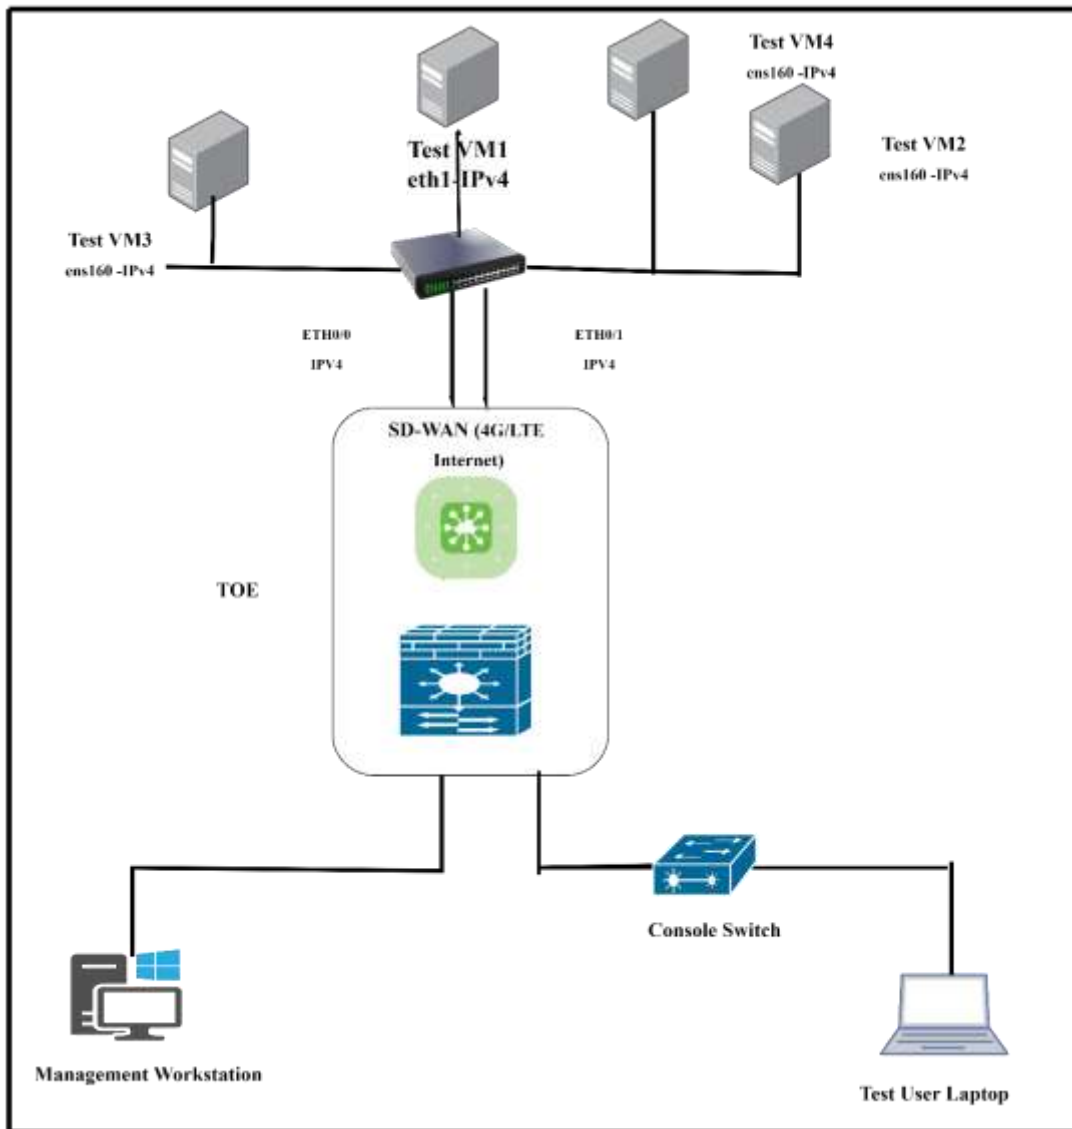 Test VM4
ens160 -IPv4
Test VM1
eth1-IPv4
Test VM2
ens160 -IPv4
Test VM3
ens160 -IPv4
ETH0/0
IPV4
ETH0/1
IPV4
SD-WAN (4G/LTE
Internet)
TOE
Console Switch
Management Workstation
Test User Laptop